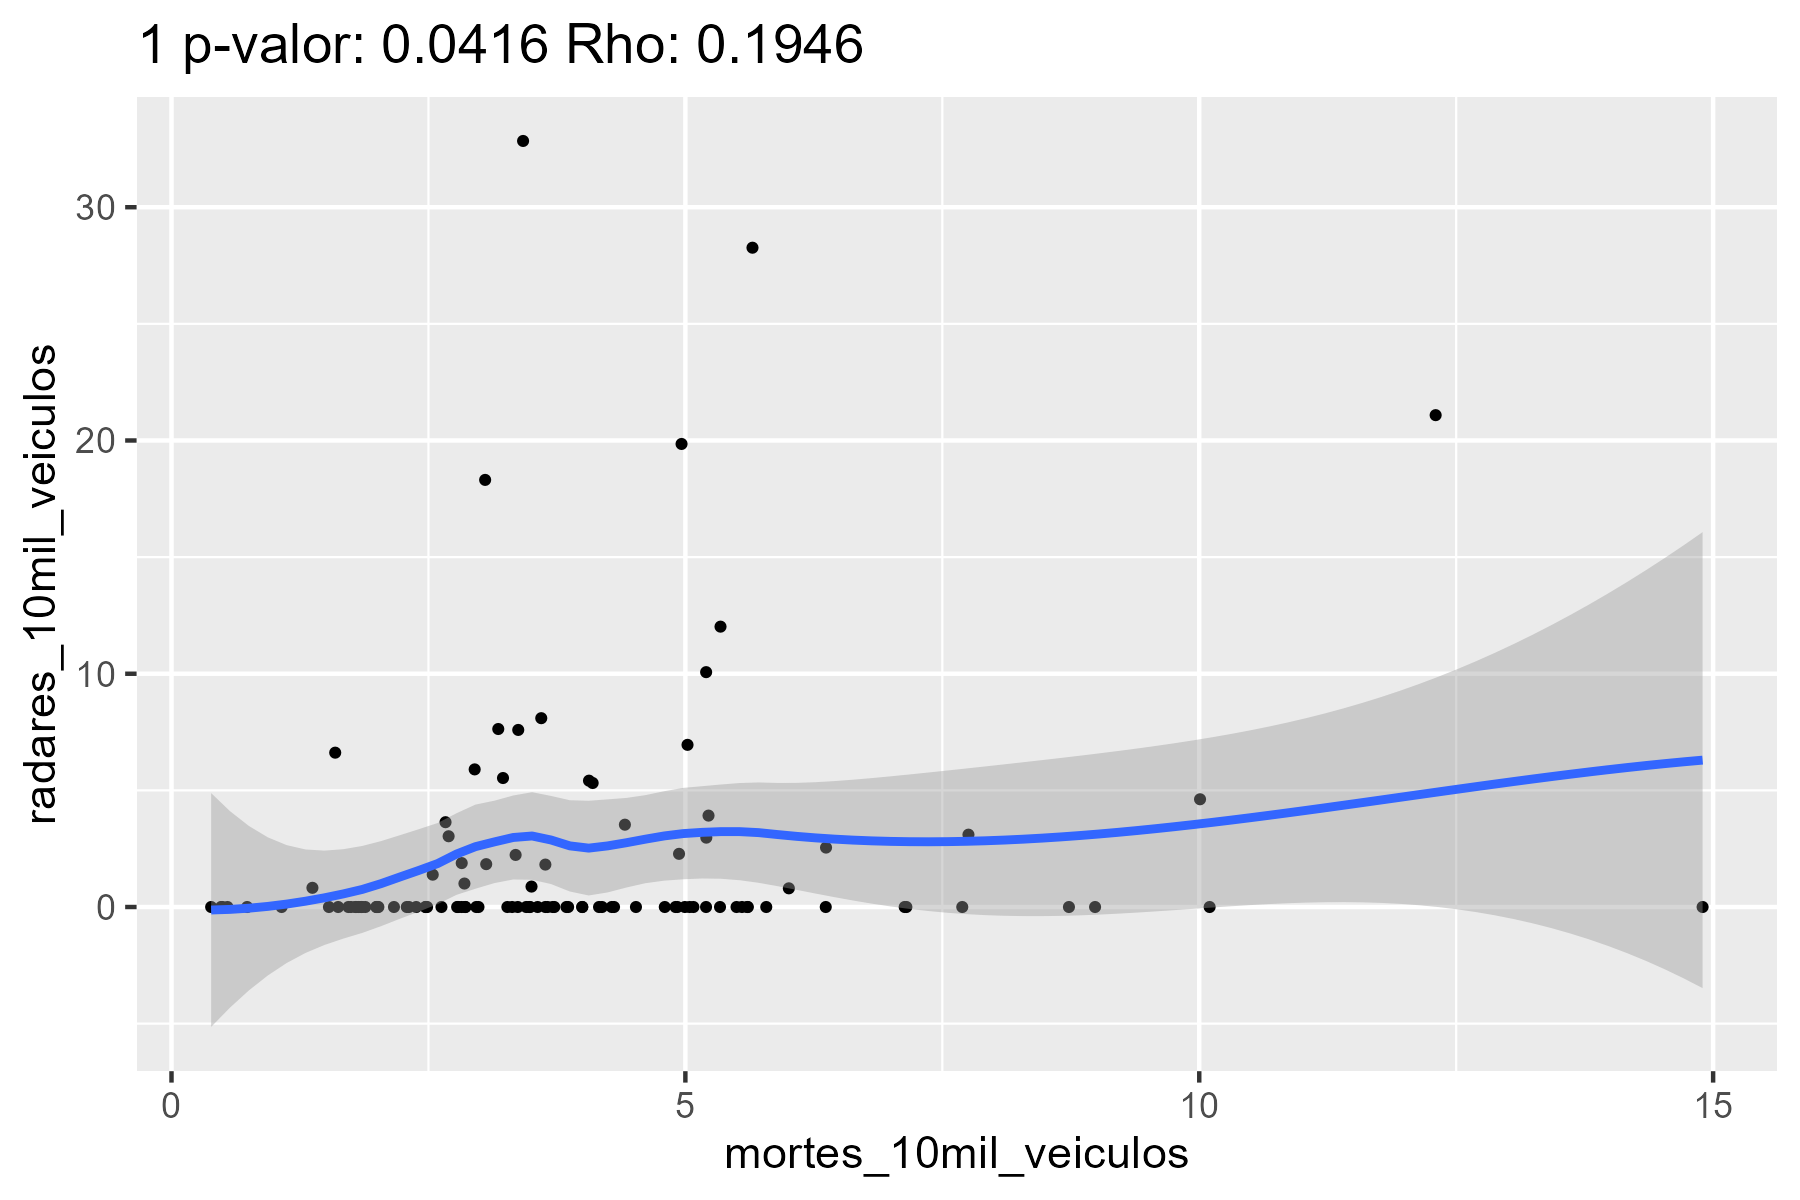 1 p-valor: 0.0416 Rho: 0.1946
radares_10mil_veiculos
30
20
10
0
0 5 10 15
mortes_10mil_veiculos